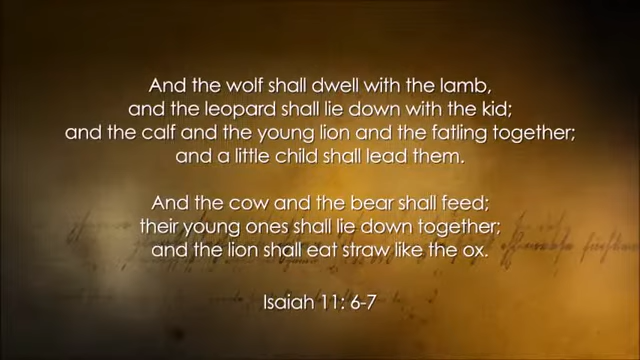 And the wolf shall dwell with the lamb,
and the leopard shall lie down with the kid;
and the calf and the young lion and the fatling together;
and a little child shall lead them.
And the cow and the bear shall feed;
their young ones shall lie down together;
and the lion shall eat straw like the ox.
Isaiah 11: 6-7